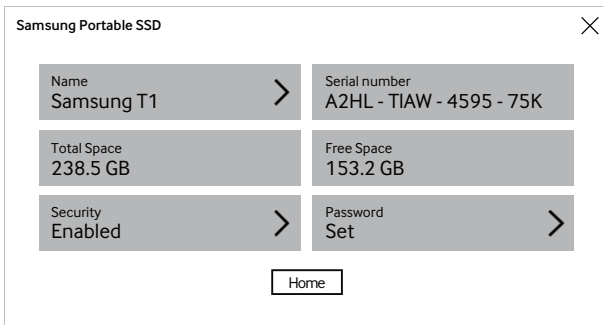 Samsung Portable SSD
Name
Samsung T1
Serial number
A2HL - TIAW - 4595 - 75K
Total Space
238.5 GB
Free Space
153.2 GB
Security
Enabled
Password
Set
Home